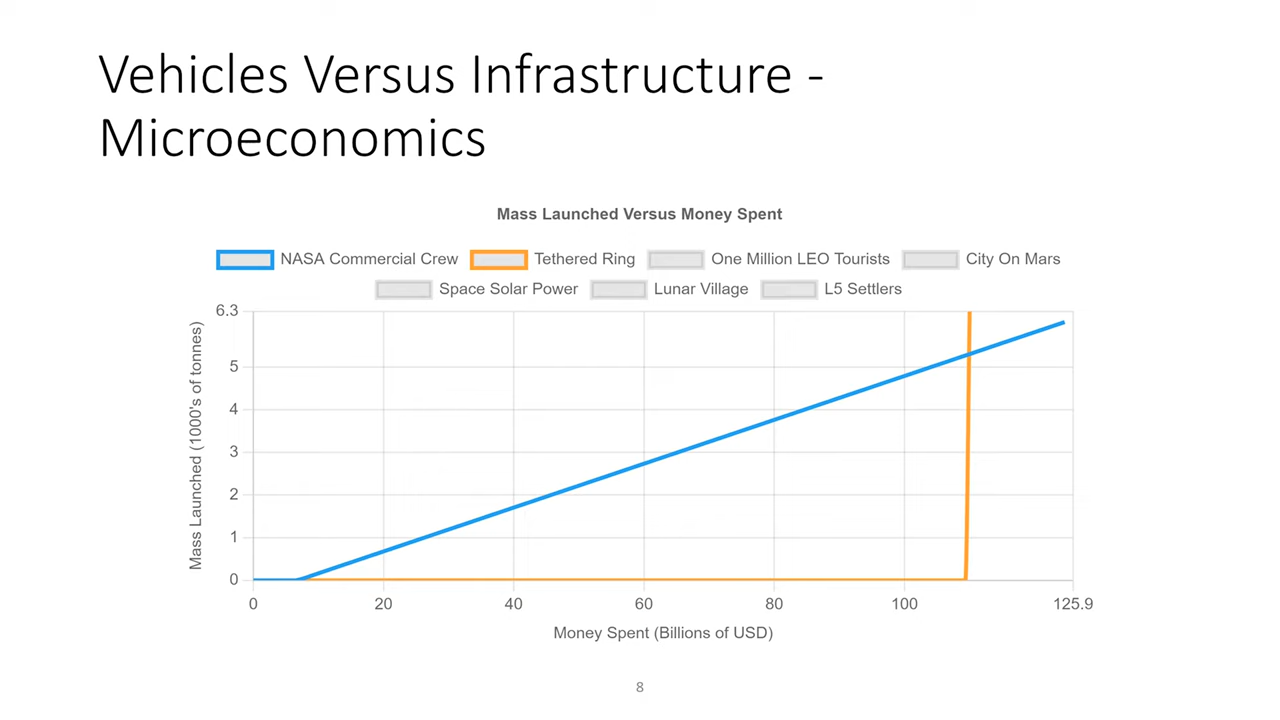 Vehicles Versus Infrastructure -
Microeconomics
Mass Launched Versus Money Spent
NASA Commercial Crew Tethered Ring One Million LEO Tourists City On Mars
Space Solar Power Lunar Village L5 Settlers
Mass Launched (1000's of tonnes)
6.3
5
4
3
2
1
0
0 20 40 60 80 100 125.9
Money Spent (Billions of USD)
8